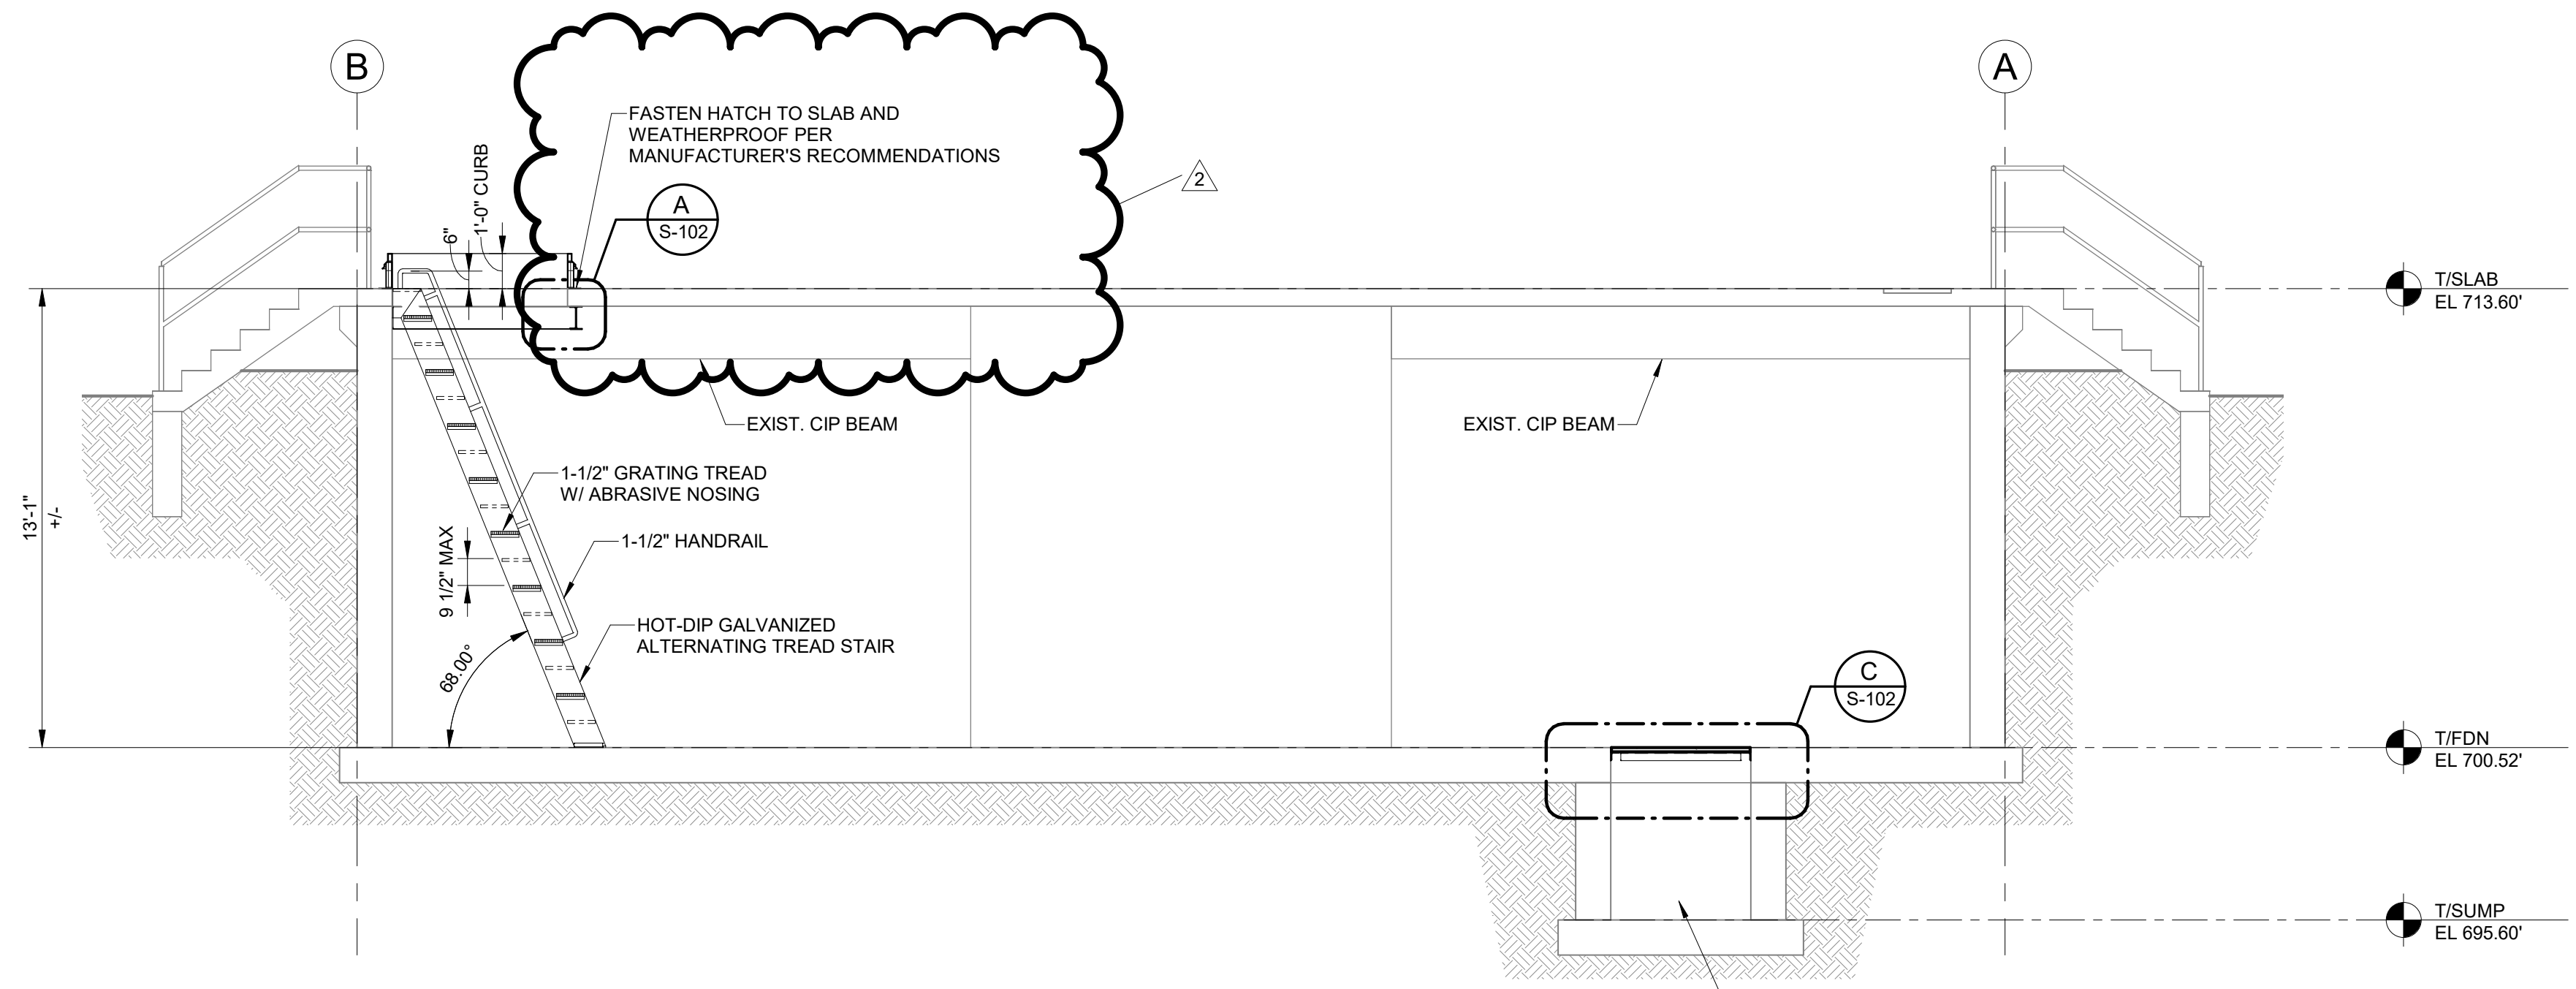 B
A
FASTEN HATCH TO SLAB AND
WEATHERPROOF PER
MANUFACTURER'S RECOMMENDATIONS
2
1'-0" CURB
6"
A
S-102
T/SLAB
EL 713.60'
EXIST. CIP BEAM
EXIST. CIP BEAM
1-1/2" GRATING TREAD
W/ ABRASIVE NOSING
13'-1"
+/-
1-1/2" HANDRAIL
9 1/2" MAX
HOT-DIP GALVANIZED
ALTERNATING TREAD STAIR
68.00°
C
S-102
T/FDN
EL 700.52'
T/SUMP
EL 695.60'